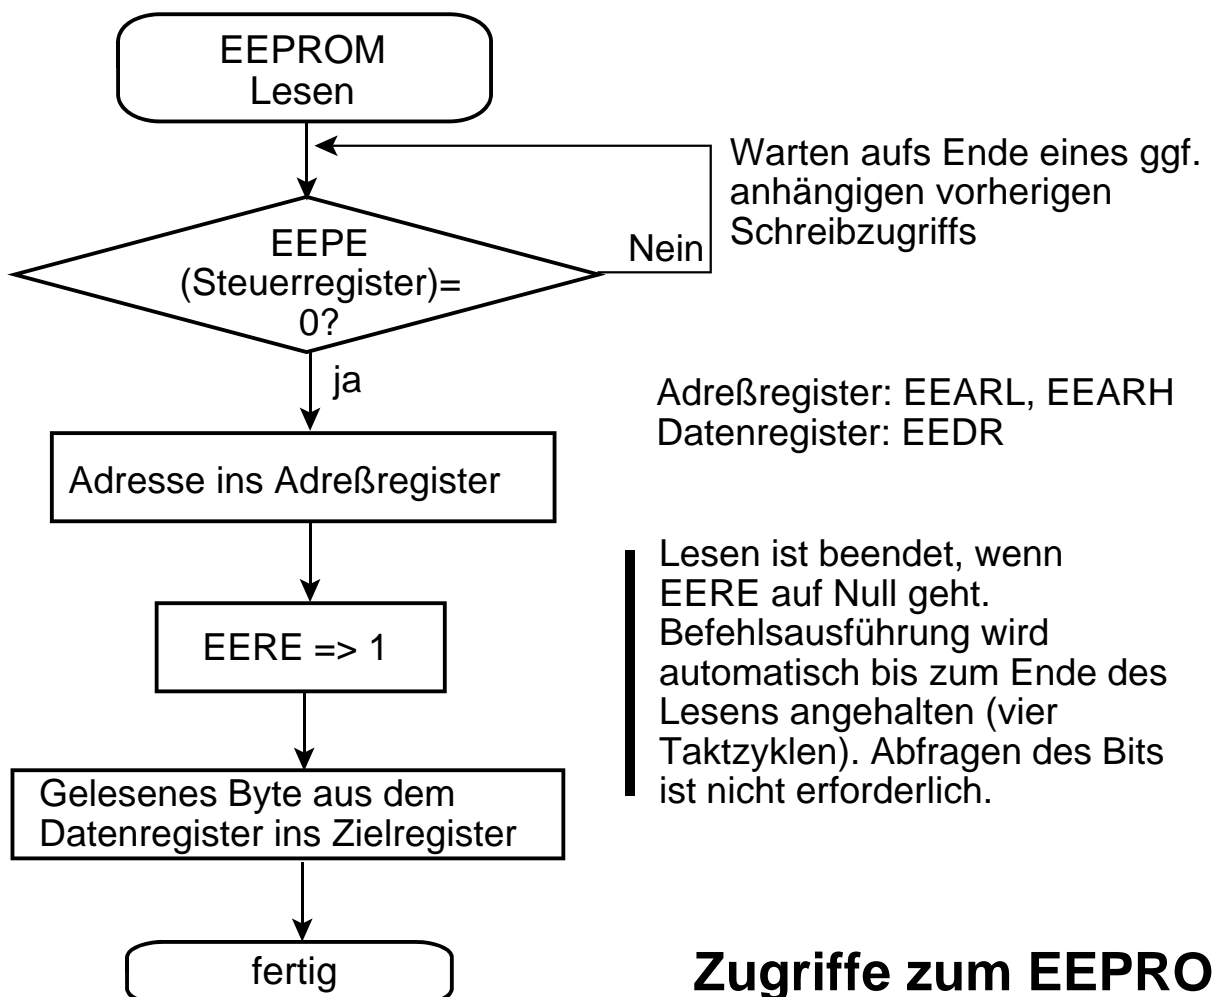 EEPROM
Lesen
Warten aufs Ende eines ggf.
anhängigen vorherigen
Schreibzugriffs
EEPE
(Steuerregister)=
0?
Nein
ja
Adreßregister: EEARL, EEARH
Datenregister: EEDR
Adresse ins Adreßregister
Lesen ist beendet, wenn
EERE auf Null geht.
Befehlsausführung wird
automatisch bis zum Ende des
Lesens angehalten (vier
Taktzyklen). Abfragen des Bits
ist nicht erforderlich.
EERE => 1
Gelesenes Byte aus dem
Datenregister ins Zielregister
fertig
Zugriffe zum EEPRO